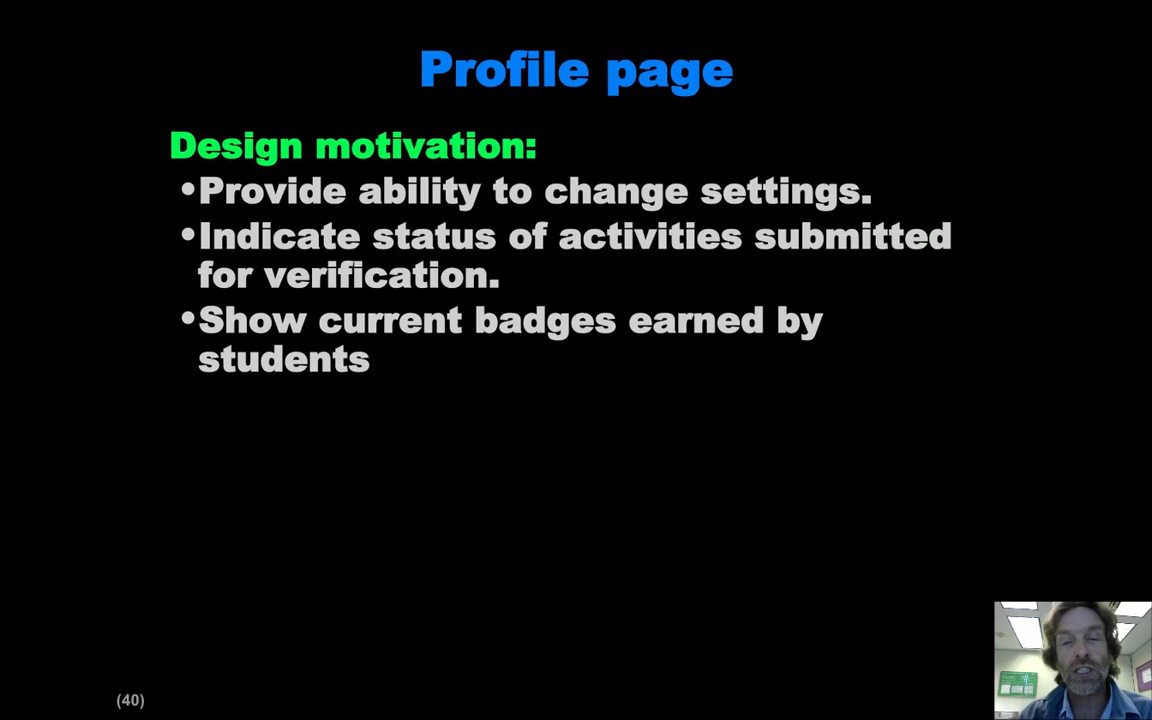 Profile page
Design motivation:
•Provide ability to change settings.
•Indicate status of activities submitted
for verification.
•Show current badges earned by
students
(40)